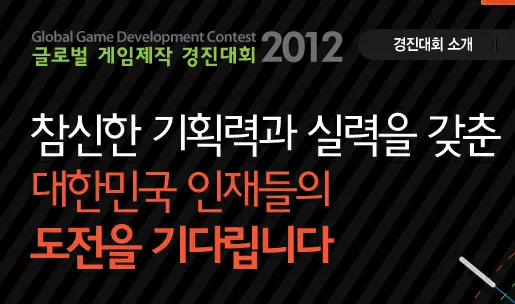 Global Game Development Contest
글로벌 게임제작 경진대회 2012
경진대회 소개
참신한 기획력과 실력을 갖춘
대한민국 인재들의
도전을 기다립니다